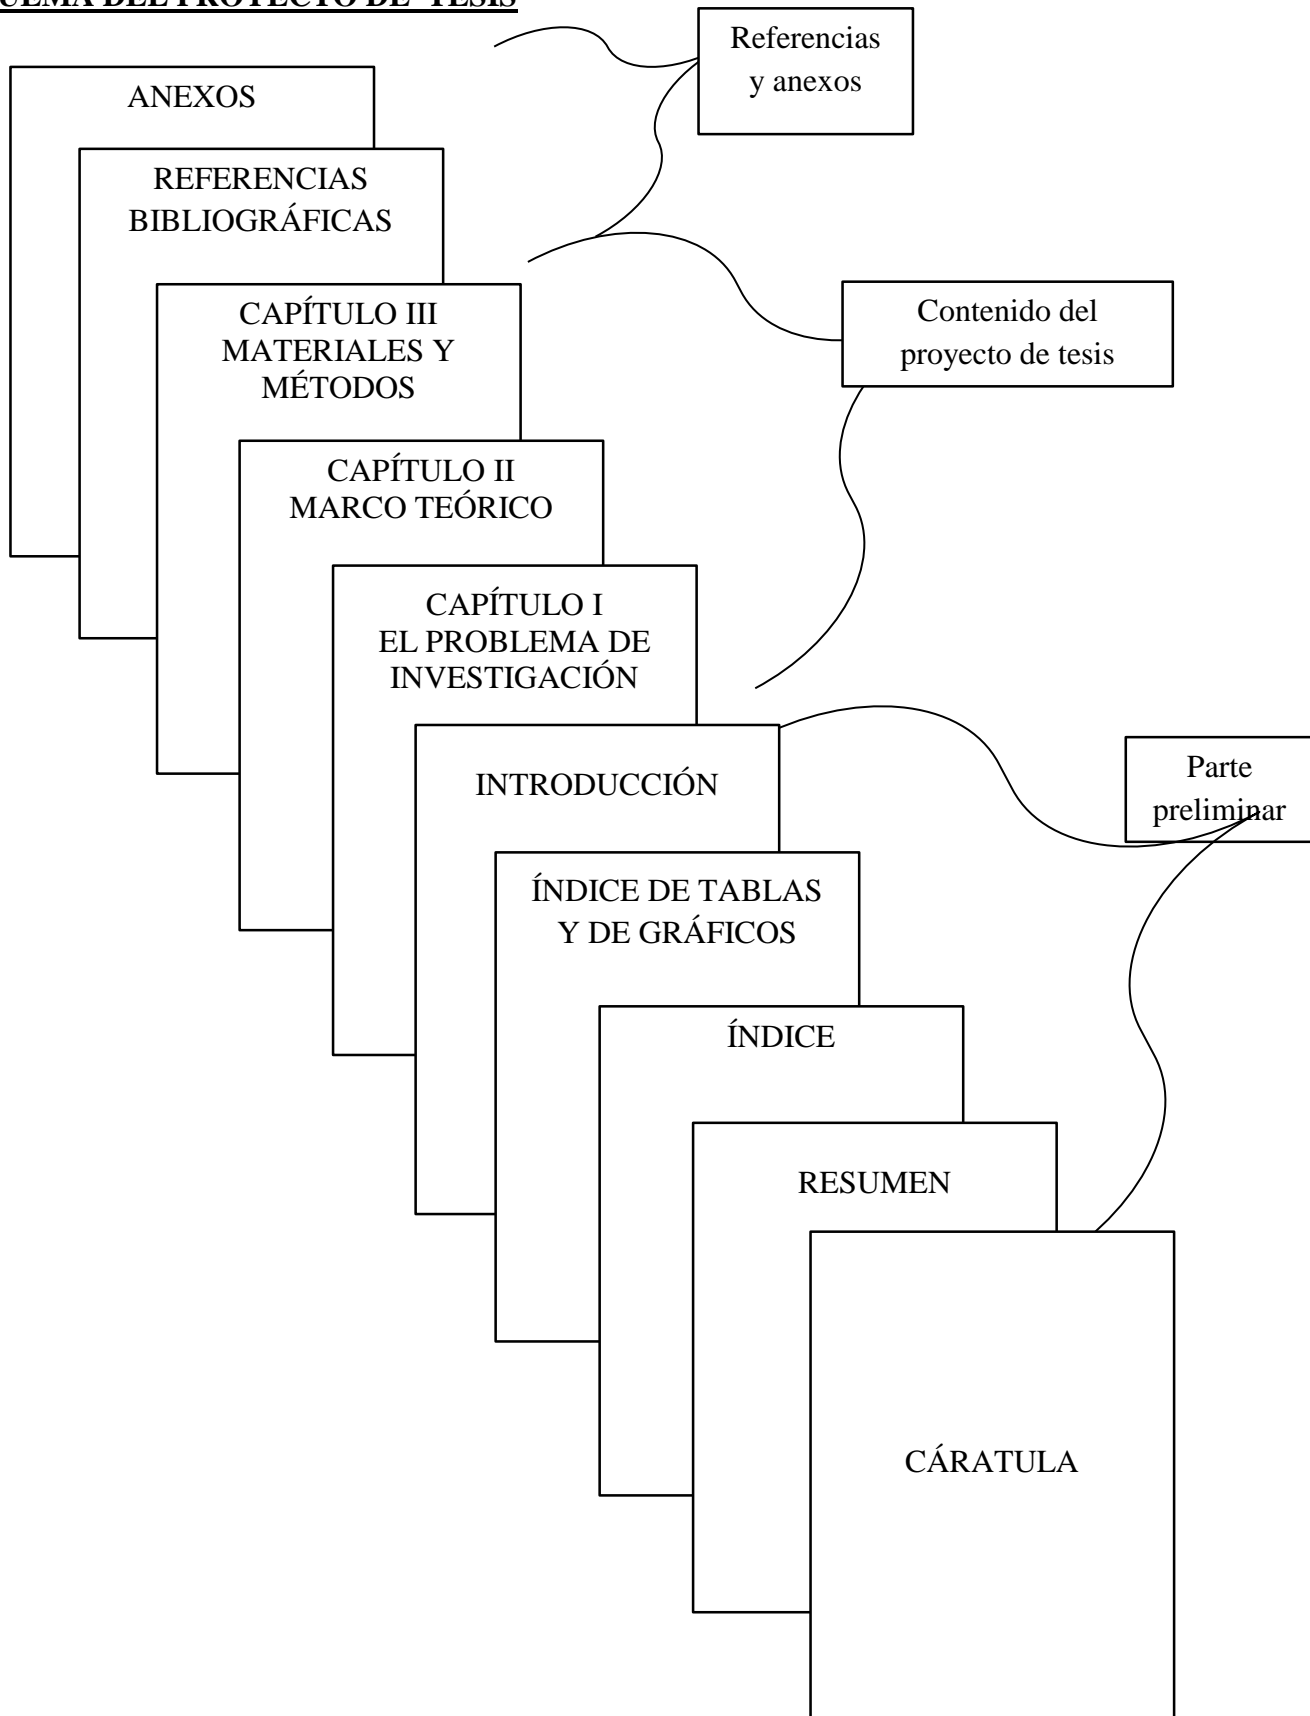 DEL PROYECTO DE TESIS
Referencias
y anexos
ANEXOS
REFERENCIAS
BIBLIOGRÁFICAS
CAPÍTULO III
MATERIALES Y
MÉTODOS
Contenido del
proyecto de tesis
CAPÍTULO II
MARCO TEÓRICO
CAPÍTULO I
EL PROBLEMA DE
INVESTIGACIÓN
INTRODUCCIÓN
Parte
preliminar
ÍNDICE DE TABLAS
Y DE GRÁFICOS
ÍNDICE
RESUMEN
CÁRATULA